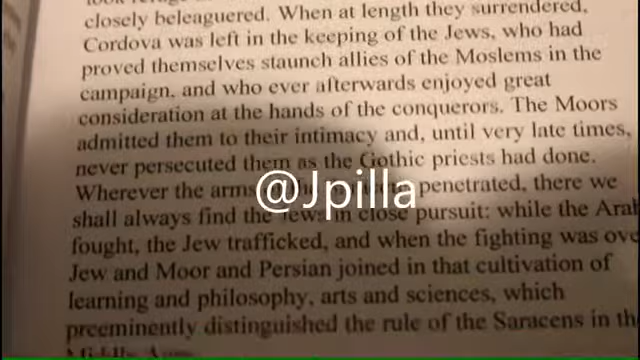 closely beleaguered. When at length they surrendered,
Cordova was left in the keeping of the Jews, who had
proved themselves staunch allies of the Moslems in the
campaign, and who ever afterwards enjoyed great
consideration at the hands of the conquerors. The Moors
admitted them to their intimacy and, until very late times,
never persecuted them as the Gothic priests had done.
Wherever the arms penetrated, there we
@Jpilla
shall always find the Jews in close pursuit: while the Arab
fought, the Jew trafficked, and when the fighting was over
Jew and Moor and Persian joined in that cultivation of
learning and philosophy, arts and sciences, which
preeminently distinguished the rule of the Saracens in the